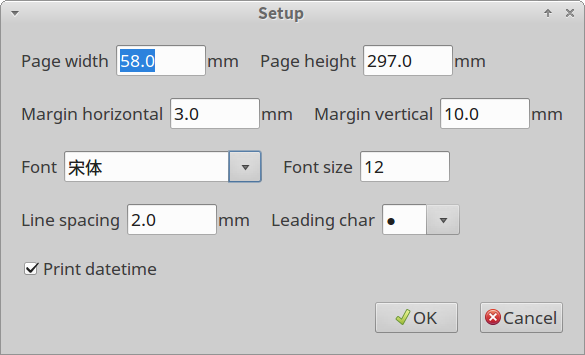 Setup
Page width 58.0 mm Page height 297.0 mm
Margin horizontal 3.0 mm Margin vertical 10.0 mm
Font 宋体 Font size 12
Line spacing 2.0 mm Leading char ●
Print datetime
OK Cancel